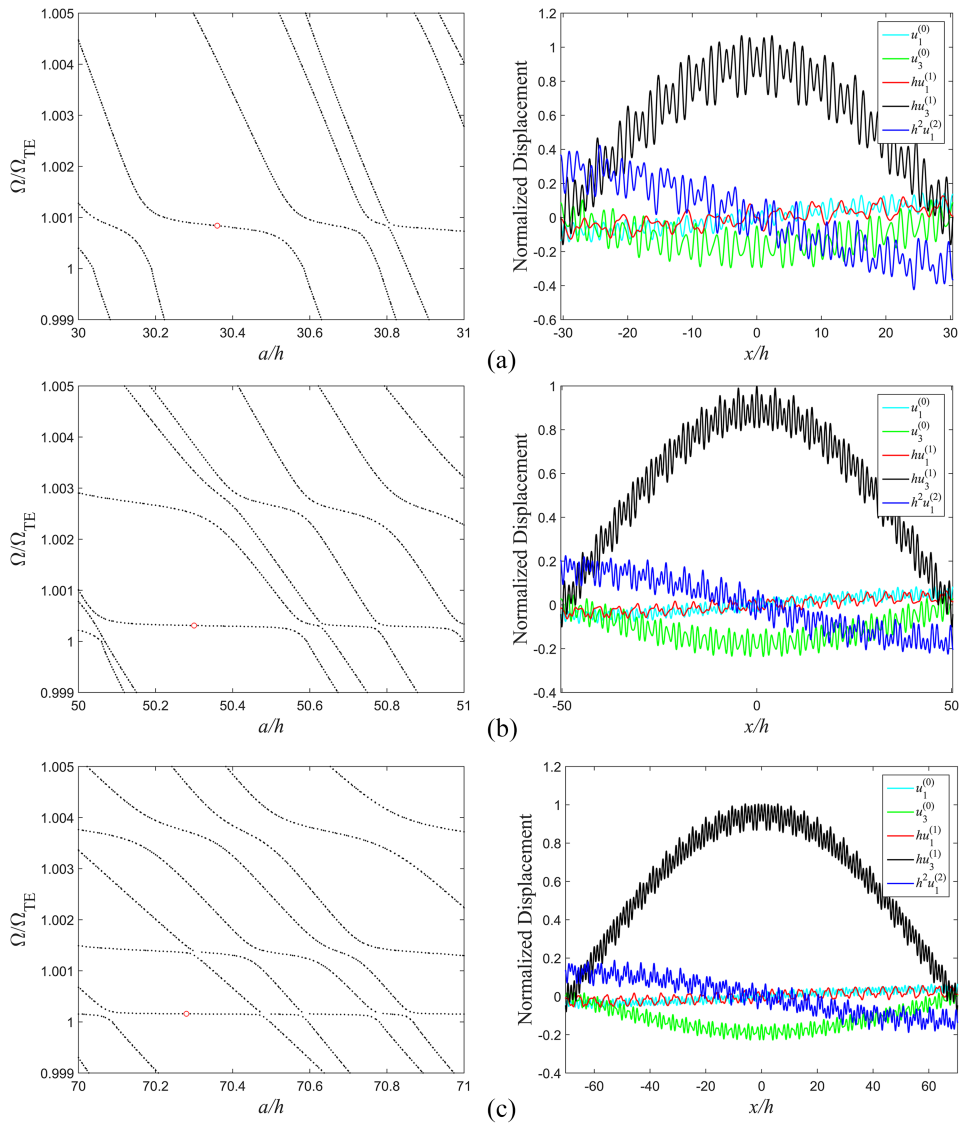 1.005
1.004
1.003
1.002
1.001
1
0.999
Ω/Ω_TE
30 30.2 30.4 30.6 30.8 31
a/h
1.2
1
0.8
0.6
0.4
0.2
0
-0.2
-0.4
-0.6
Normalized Displacement
u_1^(0)
u_3^(0)
hu_1^(1)
hu_3^(1)
h^2u_1^(2)
-30 -20 -10 0 10 20 30
x/h
(a)
1.005
1.004
1.003
1.002
1.001
1
0.999
Ω/Ω_TE
50 50.2 50.4 50.6 50.8 51
a/h
1
0.8
0.6
0.4
0.2
0
-0.2
-0.4
Normalized Displacement
u_1^(0)
u_3^(0)
hu_1^(1)
hu_3^(1)
h^2u_1^(2)
-50 0 50
x/h
(b)
1.005
1.004
1.003
1.002
1.001
1
0.999
Ω/Ω_TE
70 70.2 70.4 70.6 70.8 71
a/h
1.2
1
0.8
0.6
0.4
0.2
0
-0.2
-0.4
Normalized Displacement
u_1^(0)
u_3^(0)
hu_1^(1)
hu_3^(1)
h^2u_1^(2)
-60 -40 -20 0 20 40 60
x/h
(c)